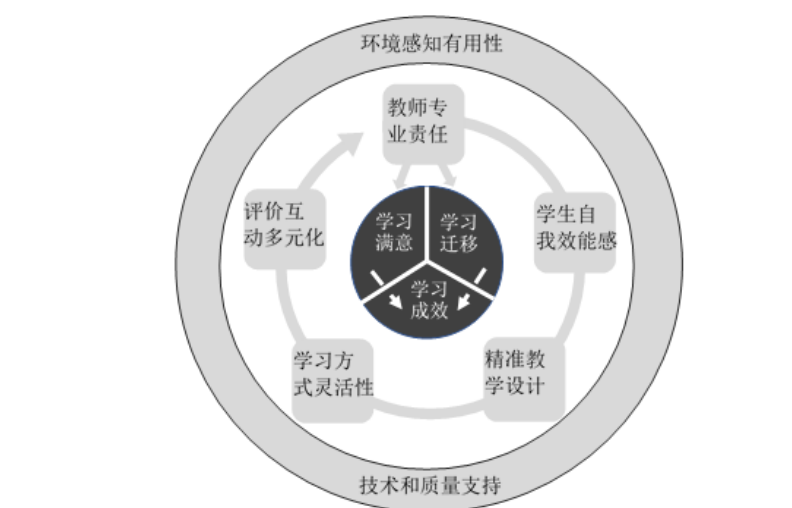 环境感知有用性
教师专
业责任
评价互
动多元化
学生自
我效能感
学习
满意
学习
迁移
学习
成效
学习方
式灵活性
精准教
学设计
技术和质量支持